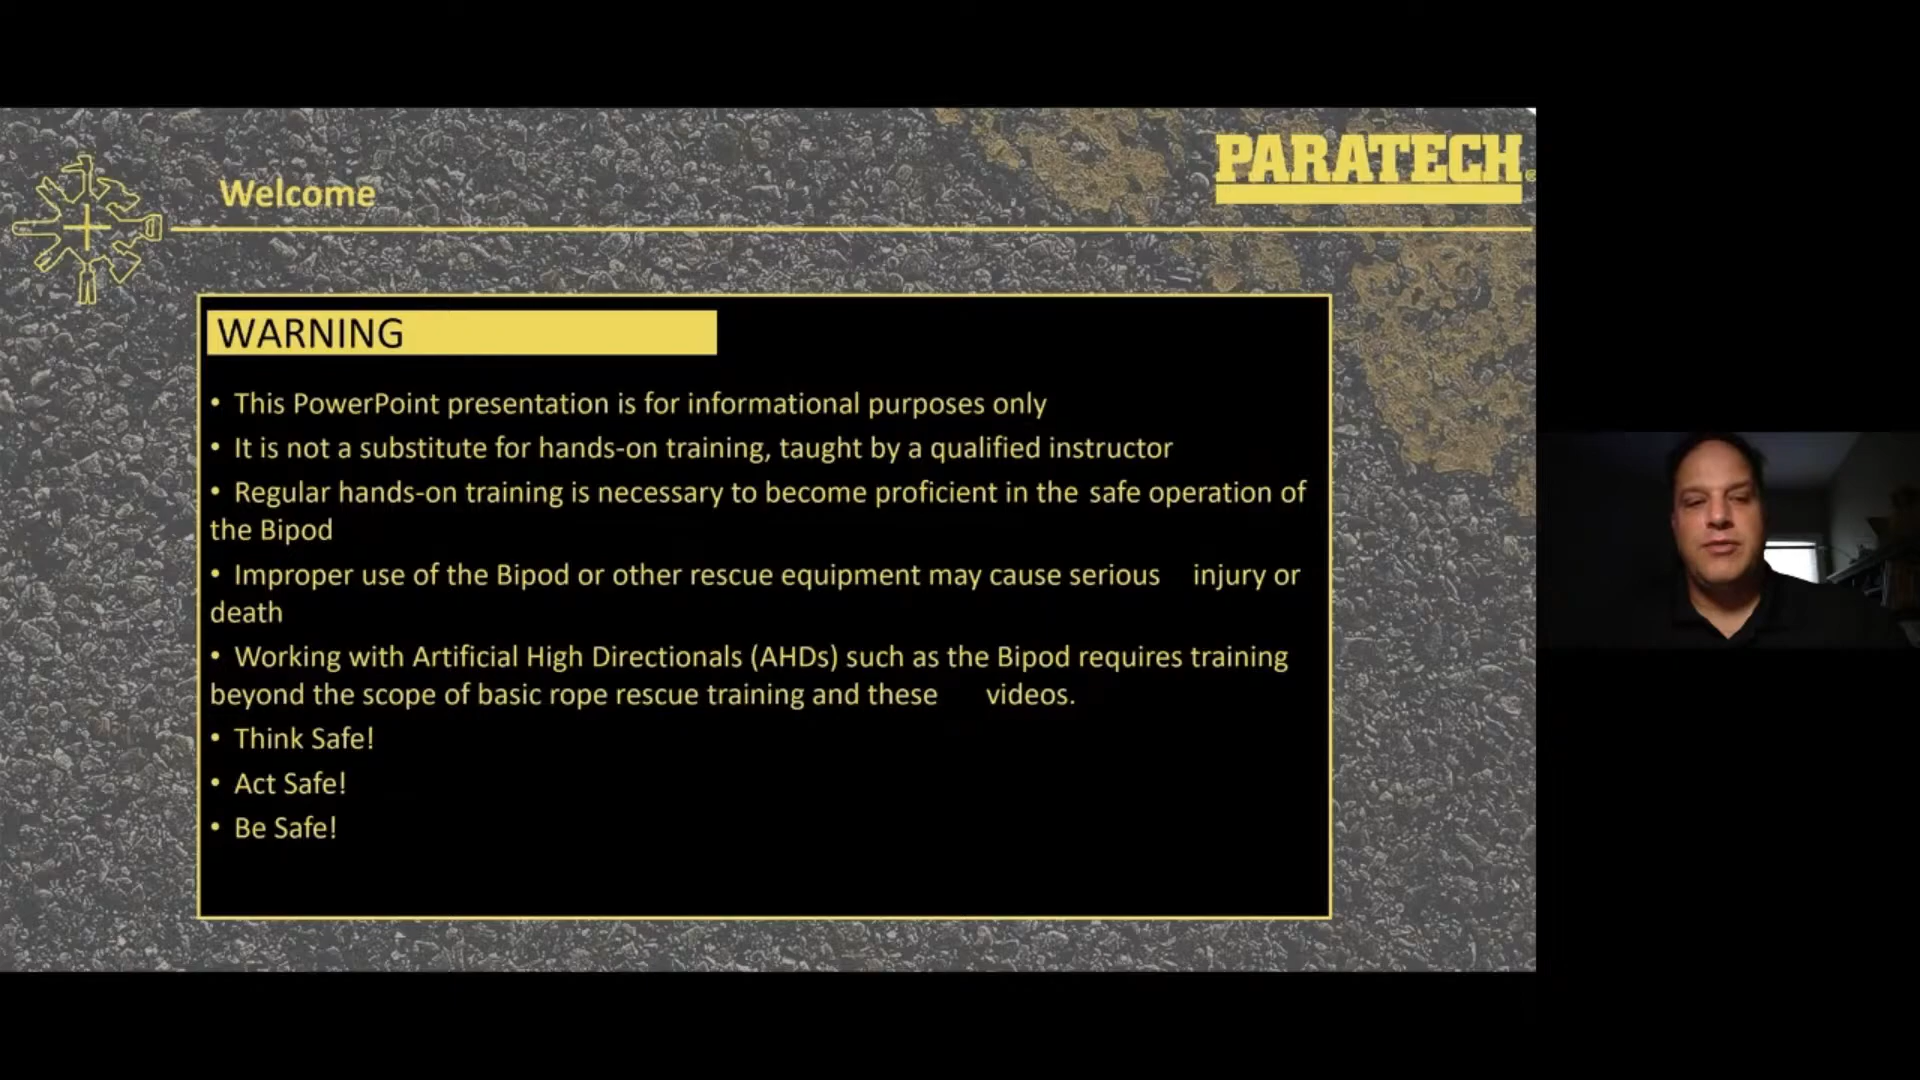 PARATECH
Welcome
WARNING
• This PowerPoint presentation is for informational purposes only
• It is not a substitute for hands-on training, taught by a qualified instructor
• Regular hands-on training is necessary to become proficient in the safe operation of
the Bipod
• Improper use of the Bipod or other rescue equipment may cause serious injury or
death
• Working with Artificial High Directionals (AHDs) such as the Bipod requires training
beyond the scope of basic rope rescue training and these videos.
• Think Safe!
• Act Safe!
• Be Safe!